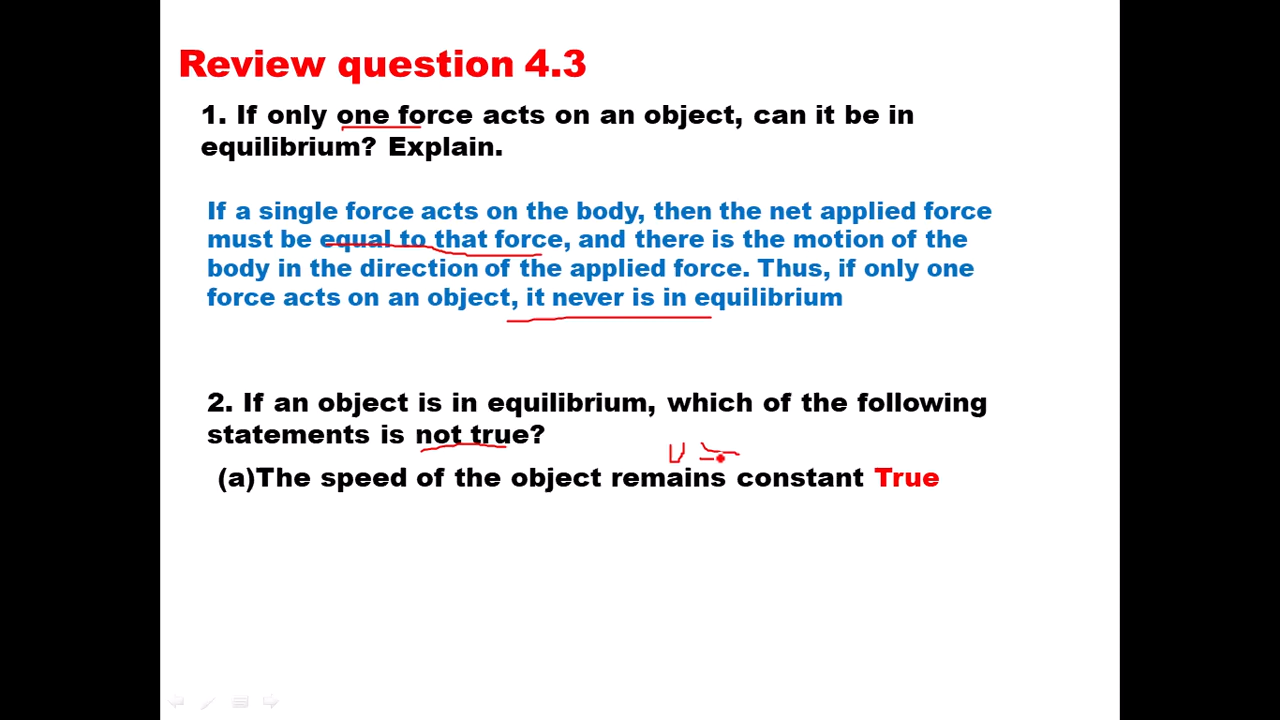 Review question 4.3
1. If only one force acts on an object, can it be in
equilibrium? Explain.
If a single force acts on the body, then the net applied force
must be equal to that force, and there is the motion of the
body in the direction of the applied force. Thus, if only one
force acts on an object, it never is in equilibrium
2. If an object is in equilibrium, which of the following
statements is not true?
(a)The speed of the object remains constant True